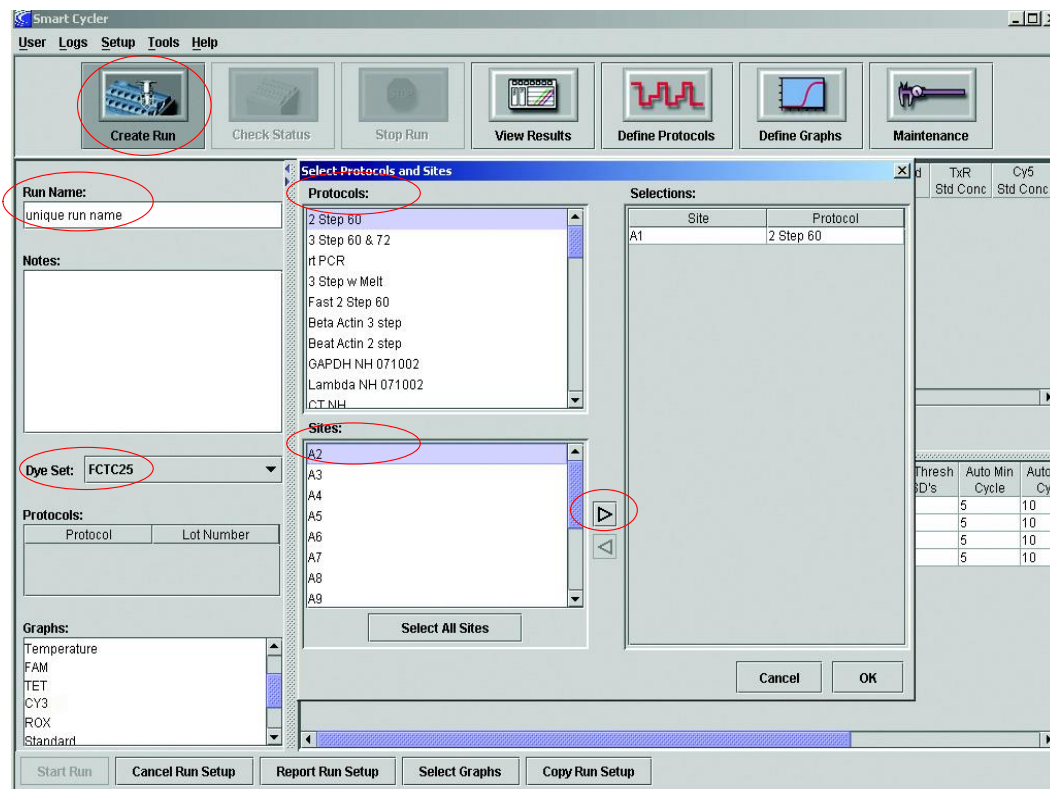 Smart Cycler
User Logs Setup Tools Help
Create Run
Check Status
Stop Run
View Results
Define Protocols
Define Graphs
Maintenance
Run Name:
unique run name
Notes:
Dye Set: FCTC25
Protocols:
Protocol Lot Number
Graphs:
Temperature
FAM
TET
CY3
ROX
Standard
Select Protocols and Sites
Protocols:
2 Step 60
3 Step 60 & 72
rt PCR
3 Step w Melt
Fast 2 Step 60
Beta Actin 3 step
Beat Actin 2 step
GAPDH NH 071002
Lambda NH 071002
CT NH
Sites:
A2
A3
A4
A5
A6
A7
A8
A9
Select All Sites
Selections:
Site Protocol
A1 2 Step 60
Cancel OK
d TxR Cy5
Std Conc Std Conc
Thresh Auto Min Auto
SD's Cycle Cy
5 10
5 10
5 10
5 10
Start Run Cancel Run Setup Report Run Setup Select Graphs Copy Run Setup